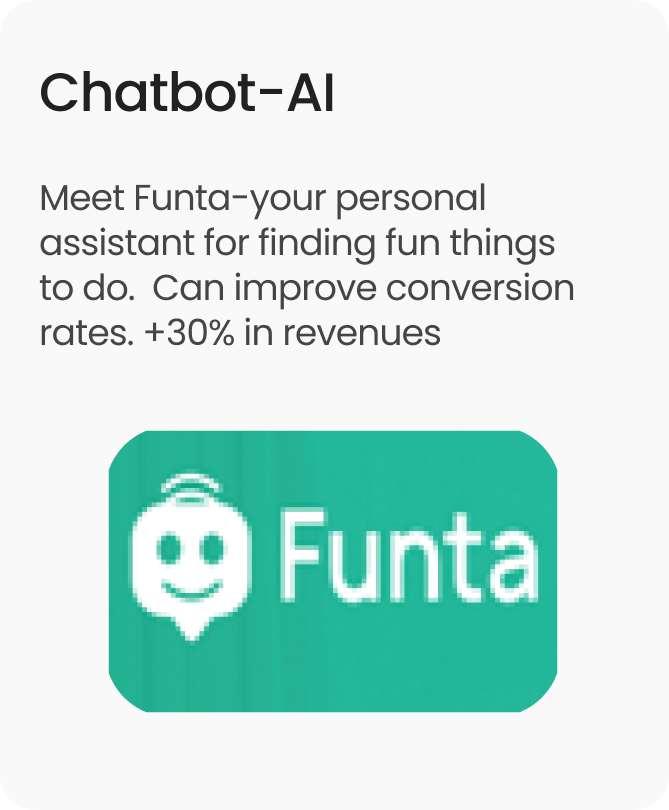 Chatbot-AI
Meet Funta-your personal
assistant for finding fun things
to do.  Can improve conversion
rates. +30% in revenues
Funta